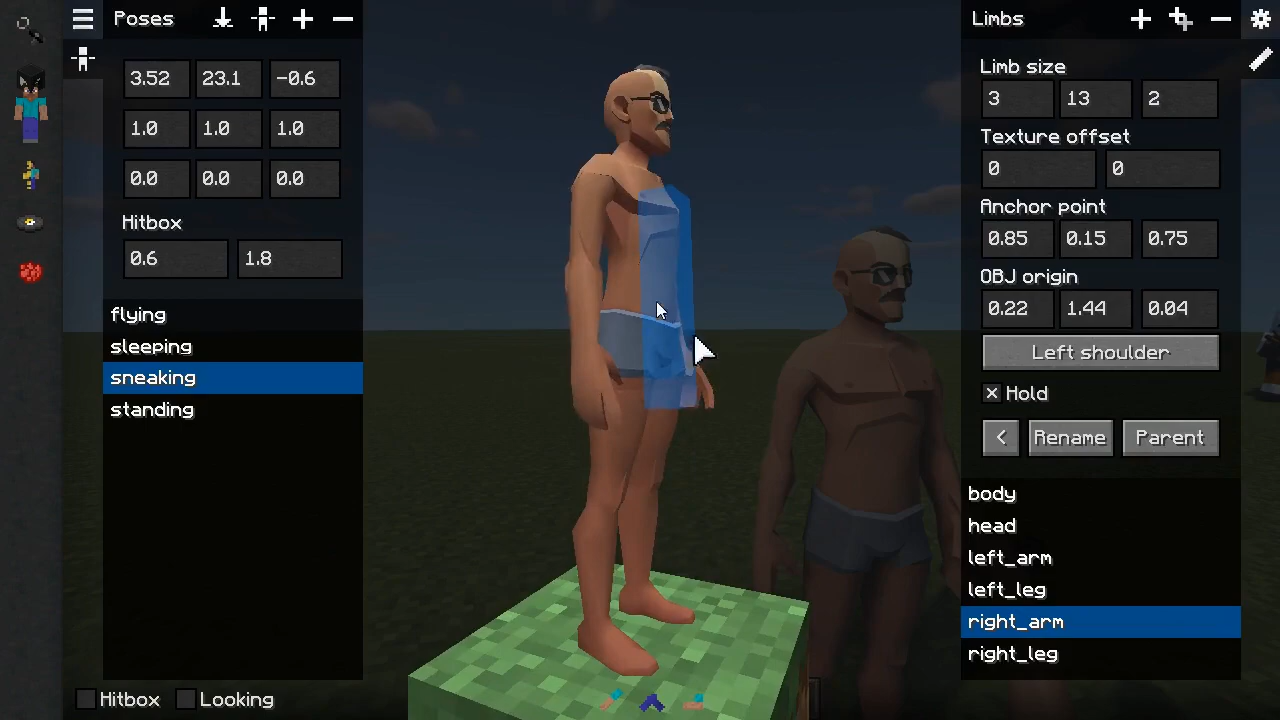 Poses
3.52 23.1 -0.6
1.0 1.0 1.0
0.0 0.0 0.0
Hitbox
0.6 1.8
flying
sleeping
sneaking
standing
Hitbox Looking
Limbs
Limb size
3 13 2
Texture offset
0 0
Anchor point
0.85 0.15 0.75
OBJ origin
0.22 1.44 0.04
Left shoulder
Hold
< Rename Parent
body
head
left_arm
left_leg
right_arm
right_leg